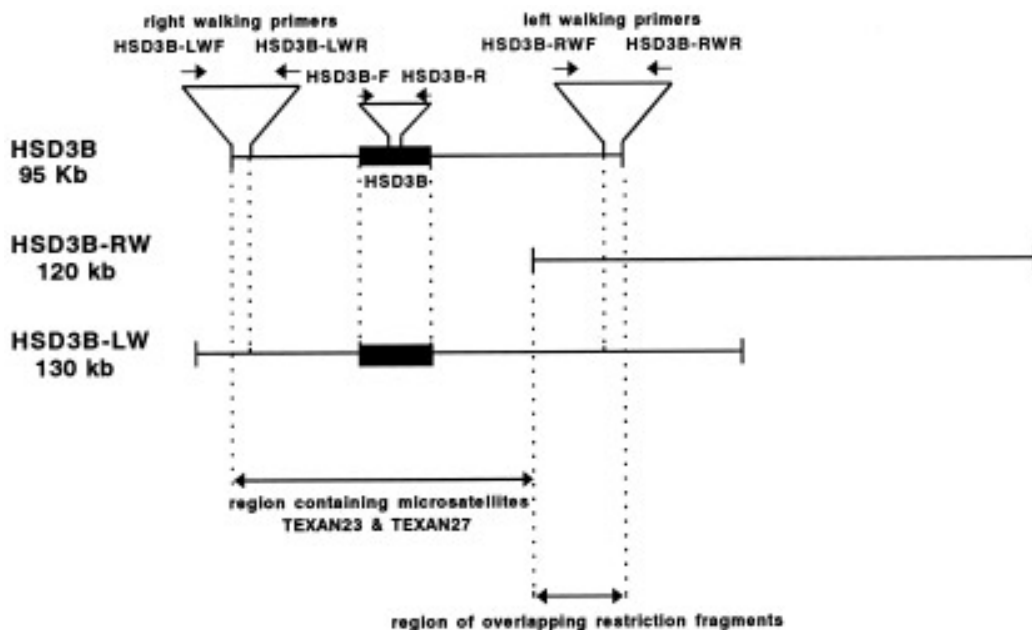 right walking primers
HSD3B-LWF HSD3B-LWR
left walking primers
HSD3B-RWF HSD3B-RWR
HSD3B-F HSD3B-R
HSD3B
95 Kb
HSD3B
HSD3B-RW
120 kb
HSD3B-LW
130 kb
region containing microsatellites
TEXAN23 & TEXAN27
region of overlapping restriction fragments